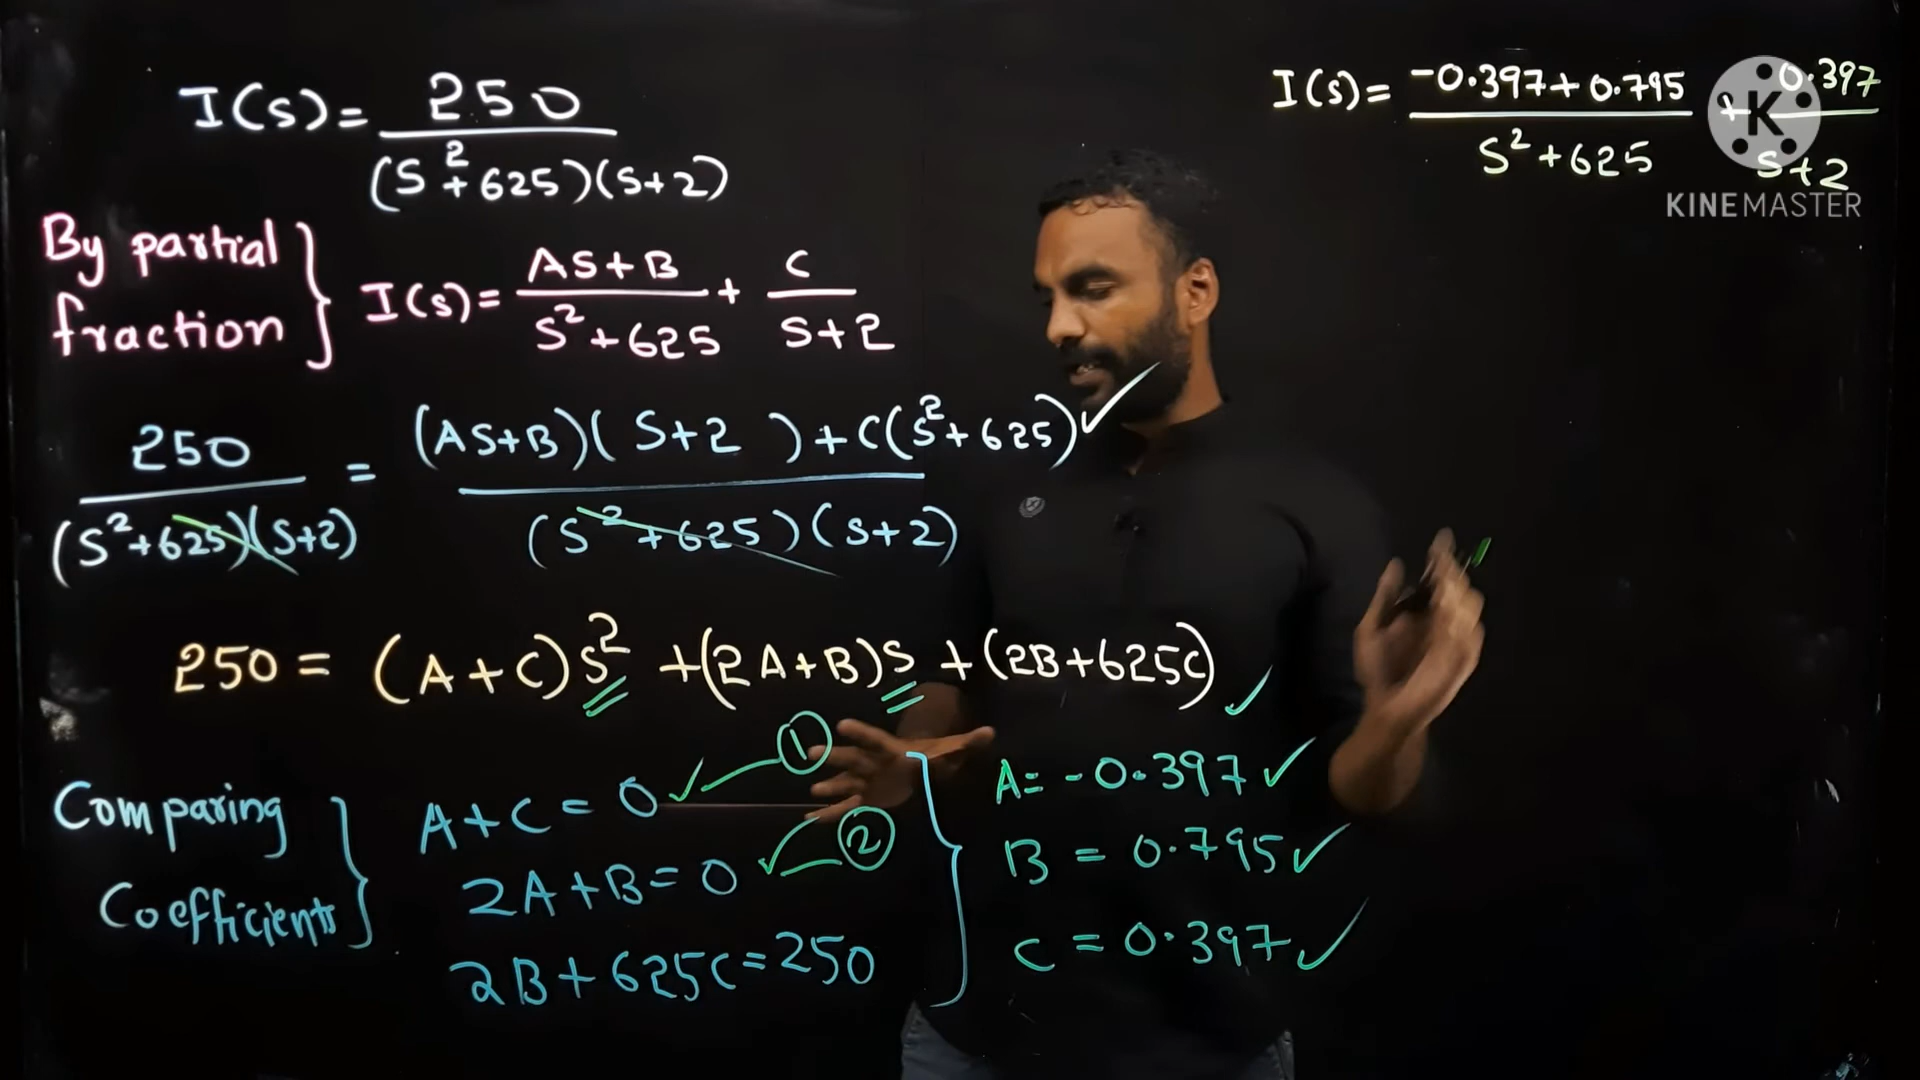 I(s) = 250 / (S²+625)(S+2)
By partial fraction } I(s) = AS+B / S²+625 + C / S+2
250 / (S²+625)(S+2) = (AS+B)(S+2) + C(S²+625) / (S²+625)(S+2)
250 = (A+C)S² + (2A+B)S + (2B+625C)
Comparing Coefficients }
A+C = 0 ✓ ①
2A+B = 0 ✓ ②
2B+625C = 250
A = -0.397 ✓
B = 0.795 ✓
C = 0.397 ✓
I(s) = -0.397 + 0.795 / S²+625 + 0.397 / S+2
K
KINEMASTER